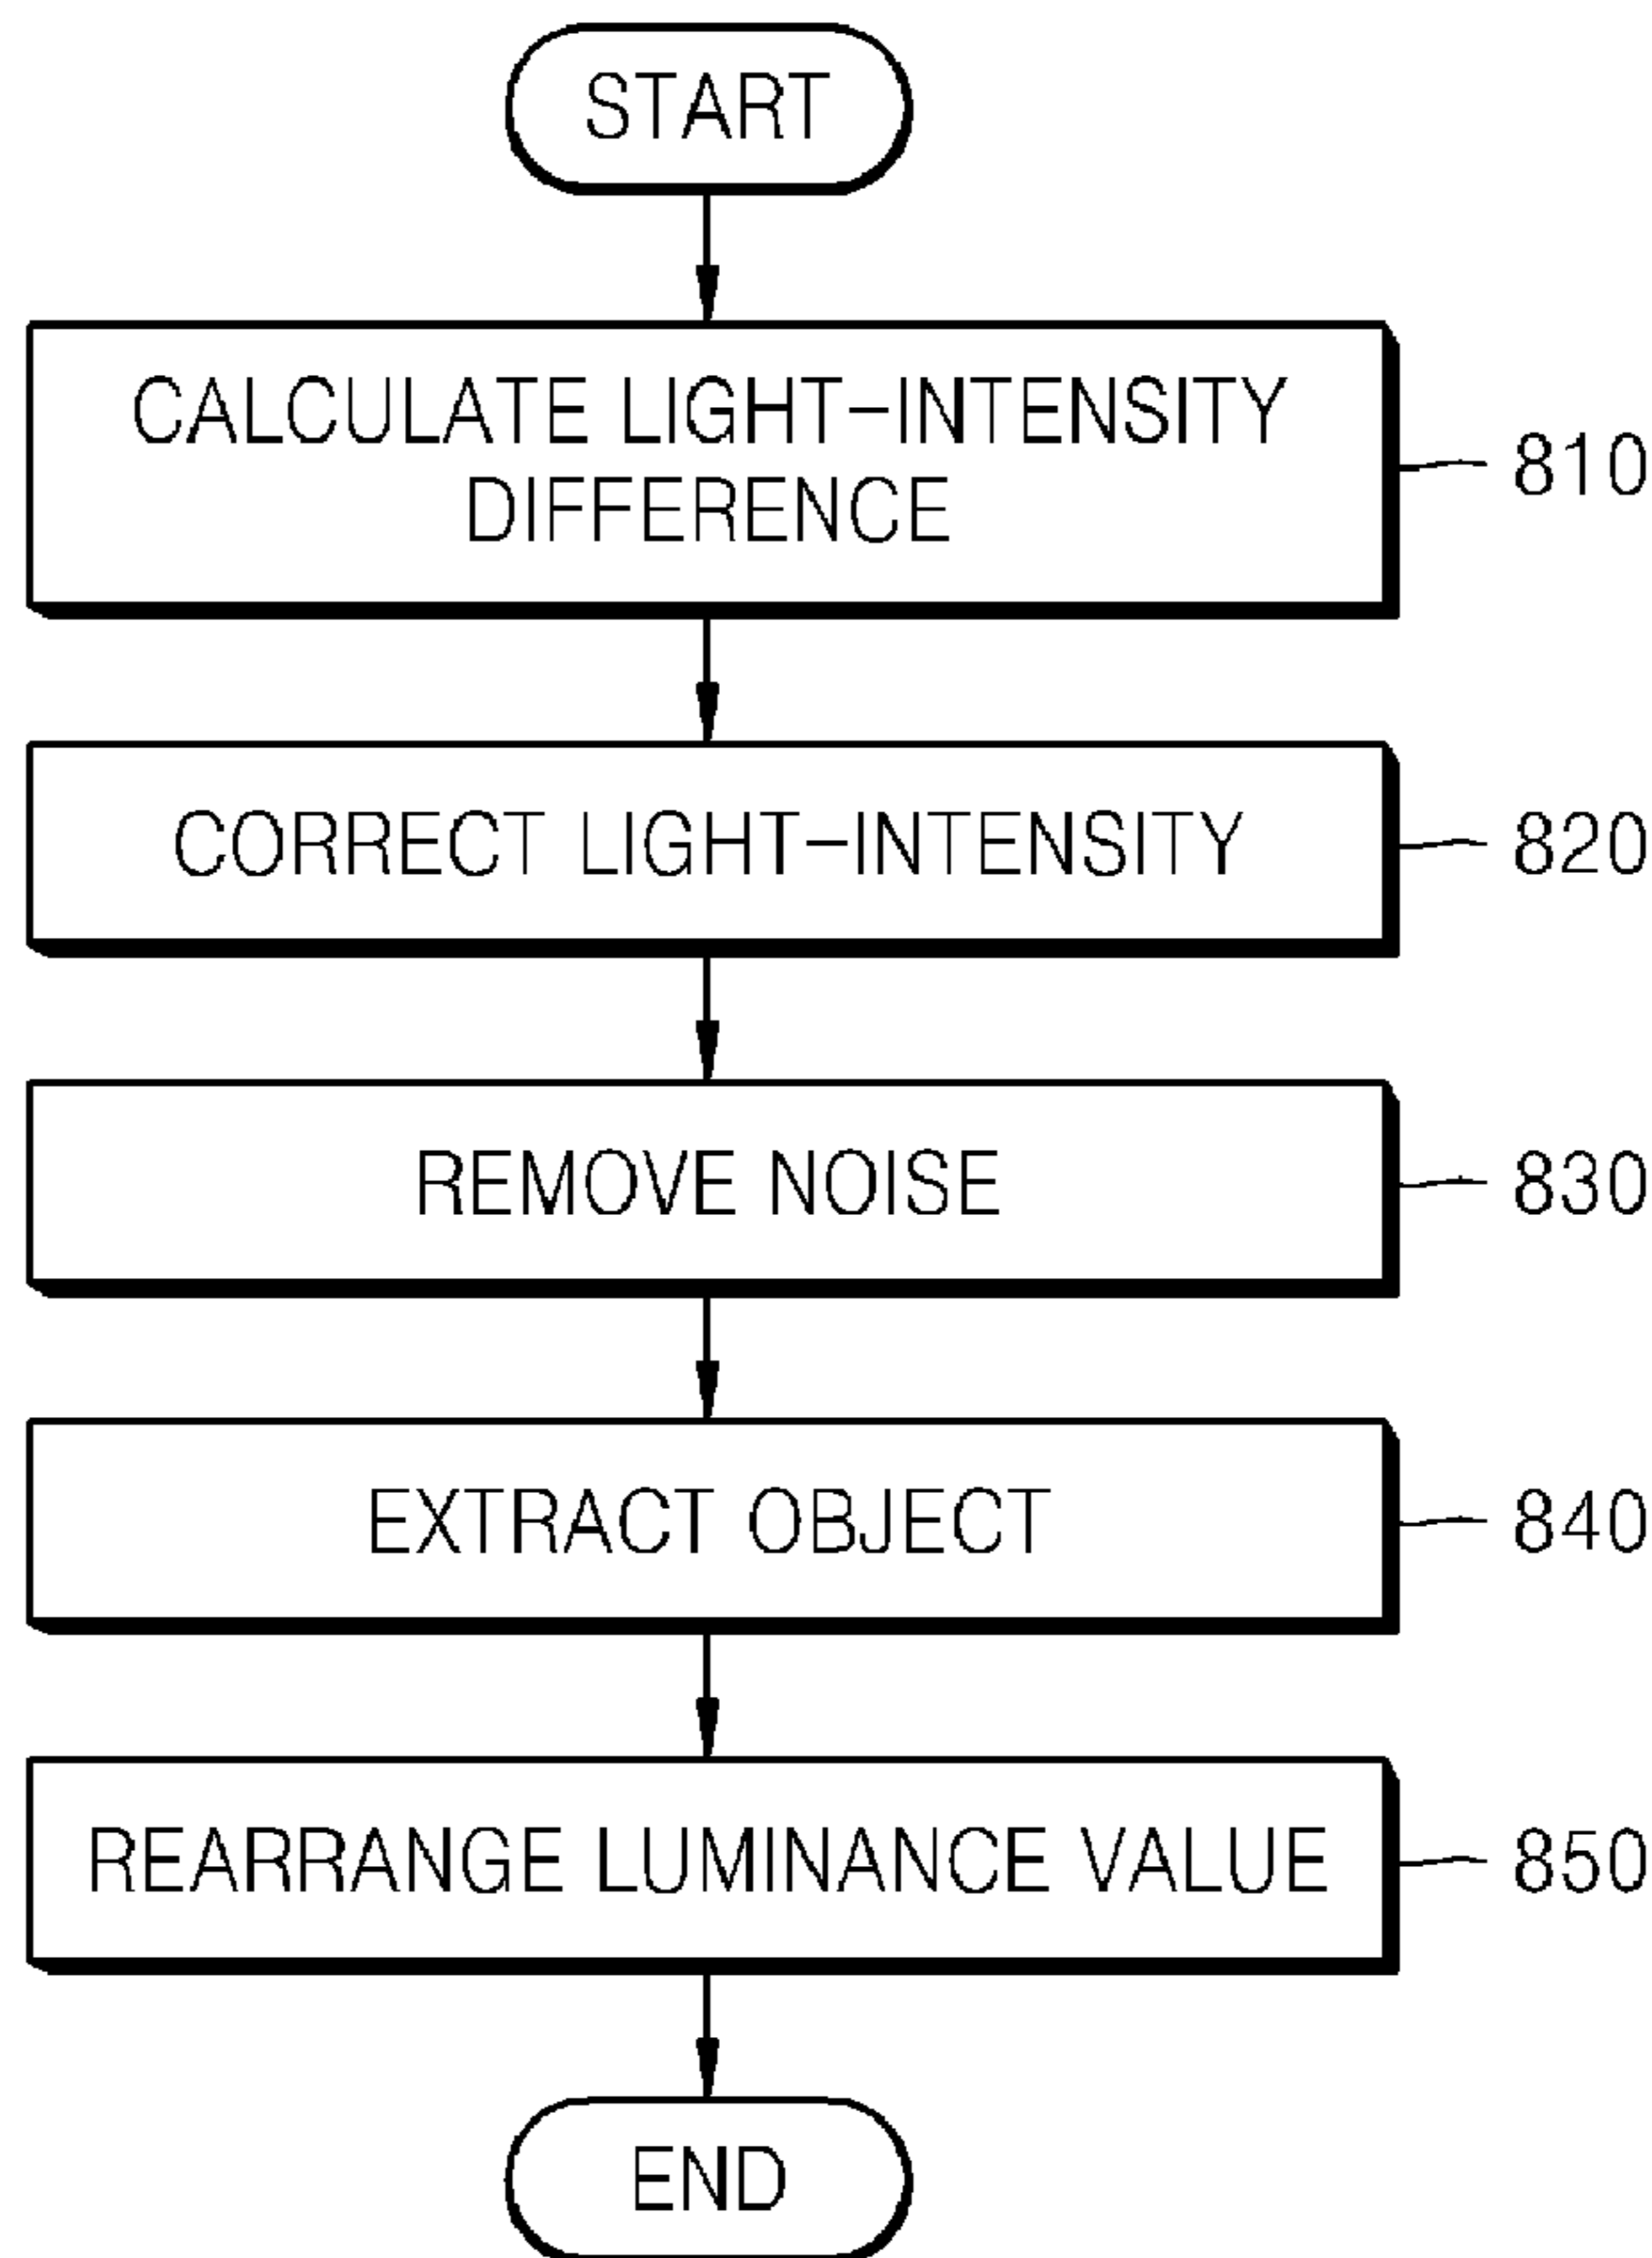 START
CALCULATE LIGHT-INTENSITY
DIFFERENCE
810
CORRECT LIGHT-INTENSITY
820
REMOVE NOISE
830
EXTRACT OBJECT
840
REARRANGE LUMINANCE VALUE
850
END